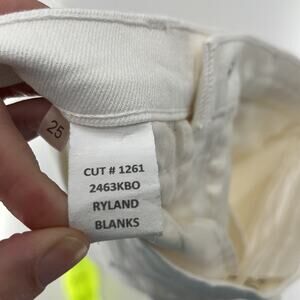 25
CUT # 1261
2463KBO
RYLAND
BLANKS